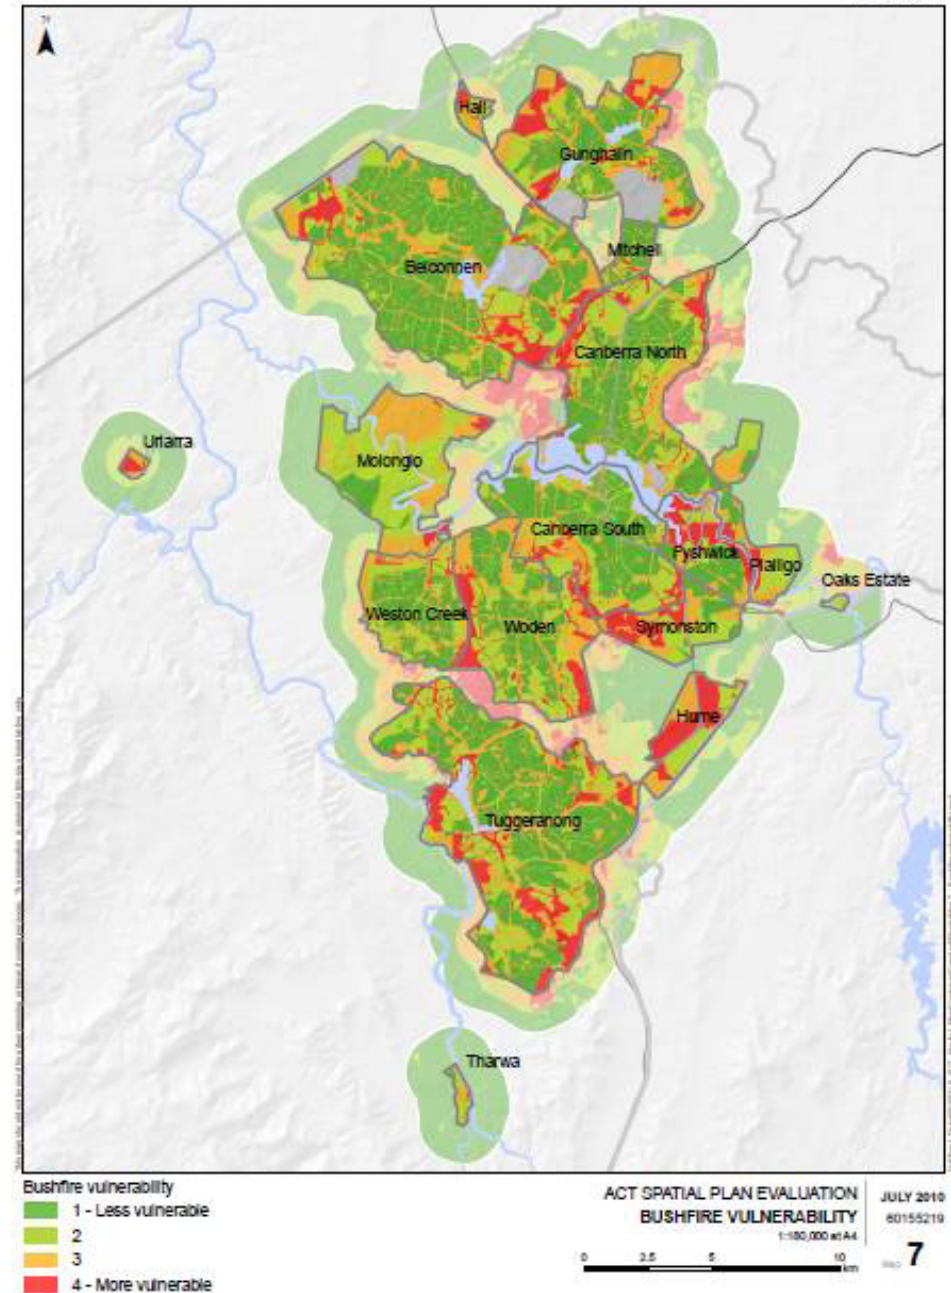 N
Hall
Gunghalin
Mitchell
Belconnen
Canberra North
Uriarra
Molonglo
Canberra South
Fyshwick
Pialligo
Oaks Estate
Weston Creek
Woden
Symonston
Hume
Tuggeranong
Tharwa
Bushfire vulnerability
1 - Less vulnerable
2
3
4 - More vulnerable
ACT SPATIAL PLAN EVALUATION
BUSHFIRE VULNERABILITY
1:180,000 at A4
0 2.5 5 10
km
JULY 2010
60155219
7